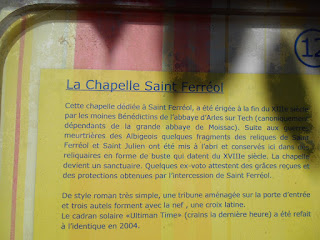 12
La Chapelle Saint Ferréol
Cette chapelle dédiée à Saint Ferréol, a été érigée à la fin du XIIIe siècle
par les moines Bénédictins de l'abbaye d'Arles sur Tech (canoniquement
dépendants de la grande abbaye de Moissac). Suite aux guerres
meurtrières des Albigeois quelques fragments des reliques de Saint
Ferréol et Saint Julien ont été mis à l'abri et conservés ici dans des
reliquaires en forme de buste qui datent du XVIIIe siècle. La chapelle
devient un sanctuaire. Quelques ex-voto attestent des grâces reçues et
des protections obtenues par l'intercession de Saint Ferréol.
De style roman très simple, une tribune aménagée sur la porte d'entrée
et trois autels forment avec la nef , une croix latine.
Le cadran solaire «Ultiman Time» (crains la dernière heure) a été refait
à l'identique en 2004.